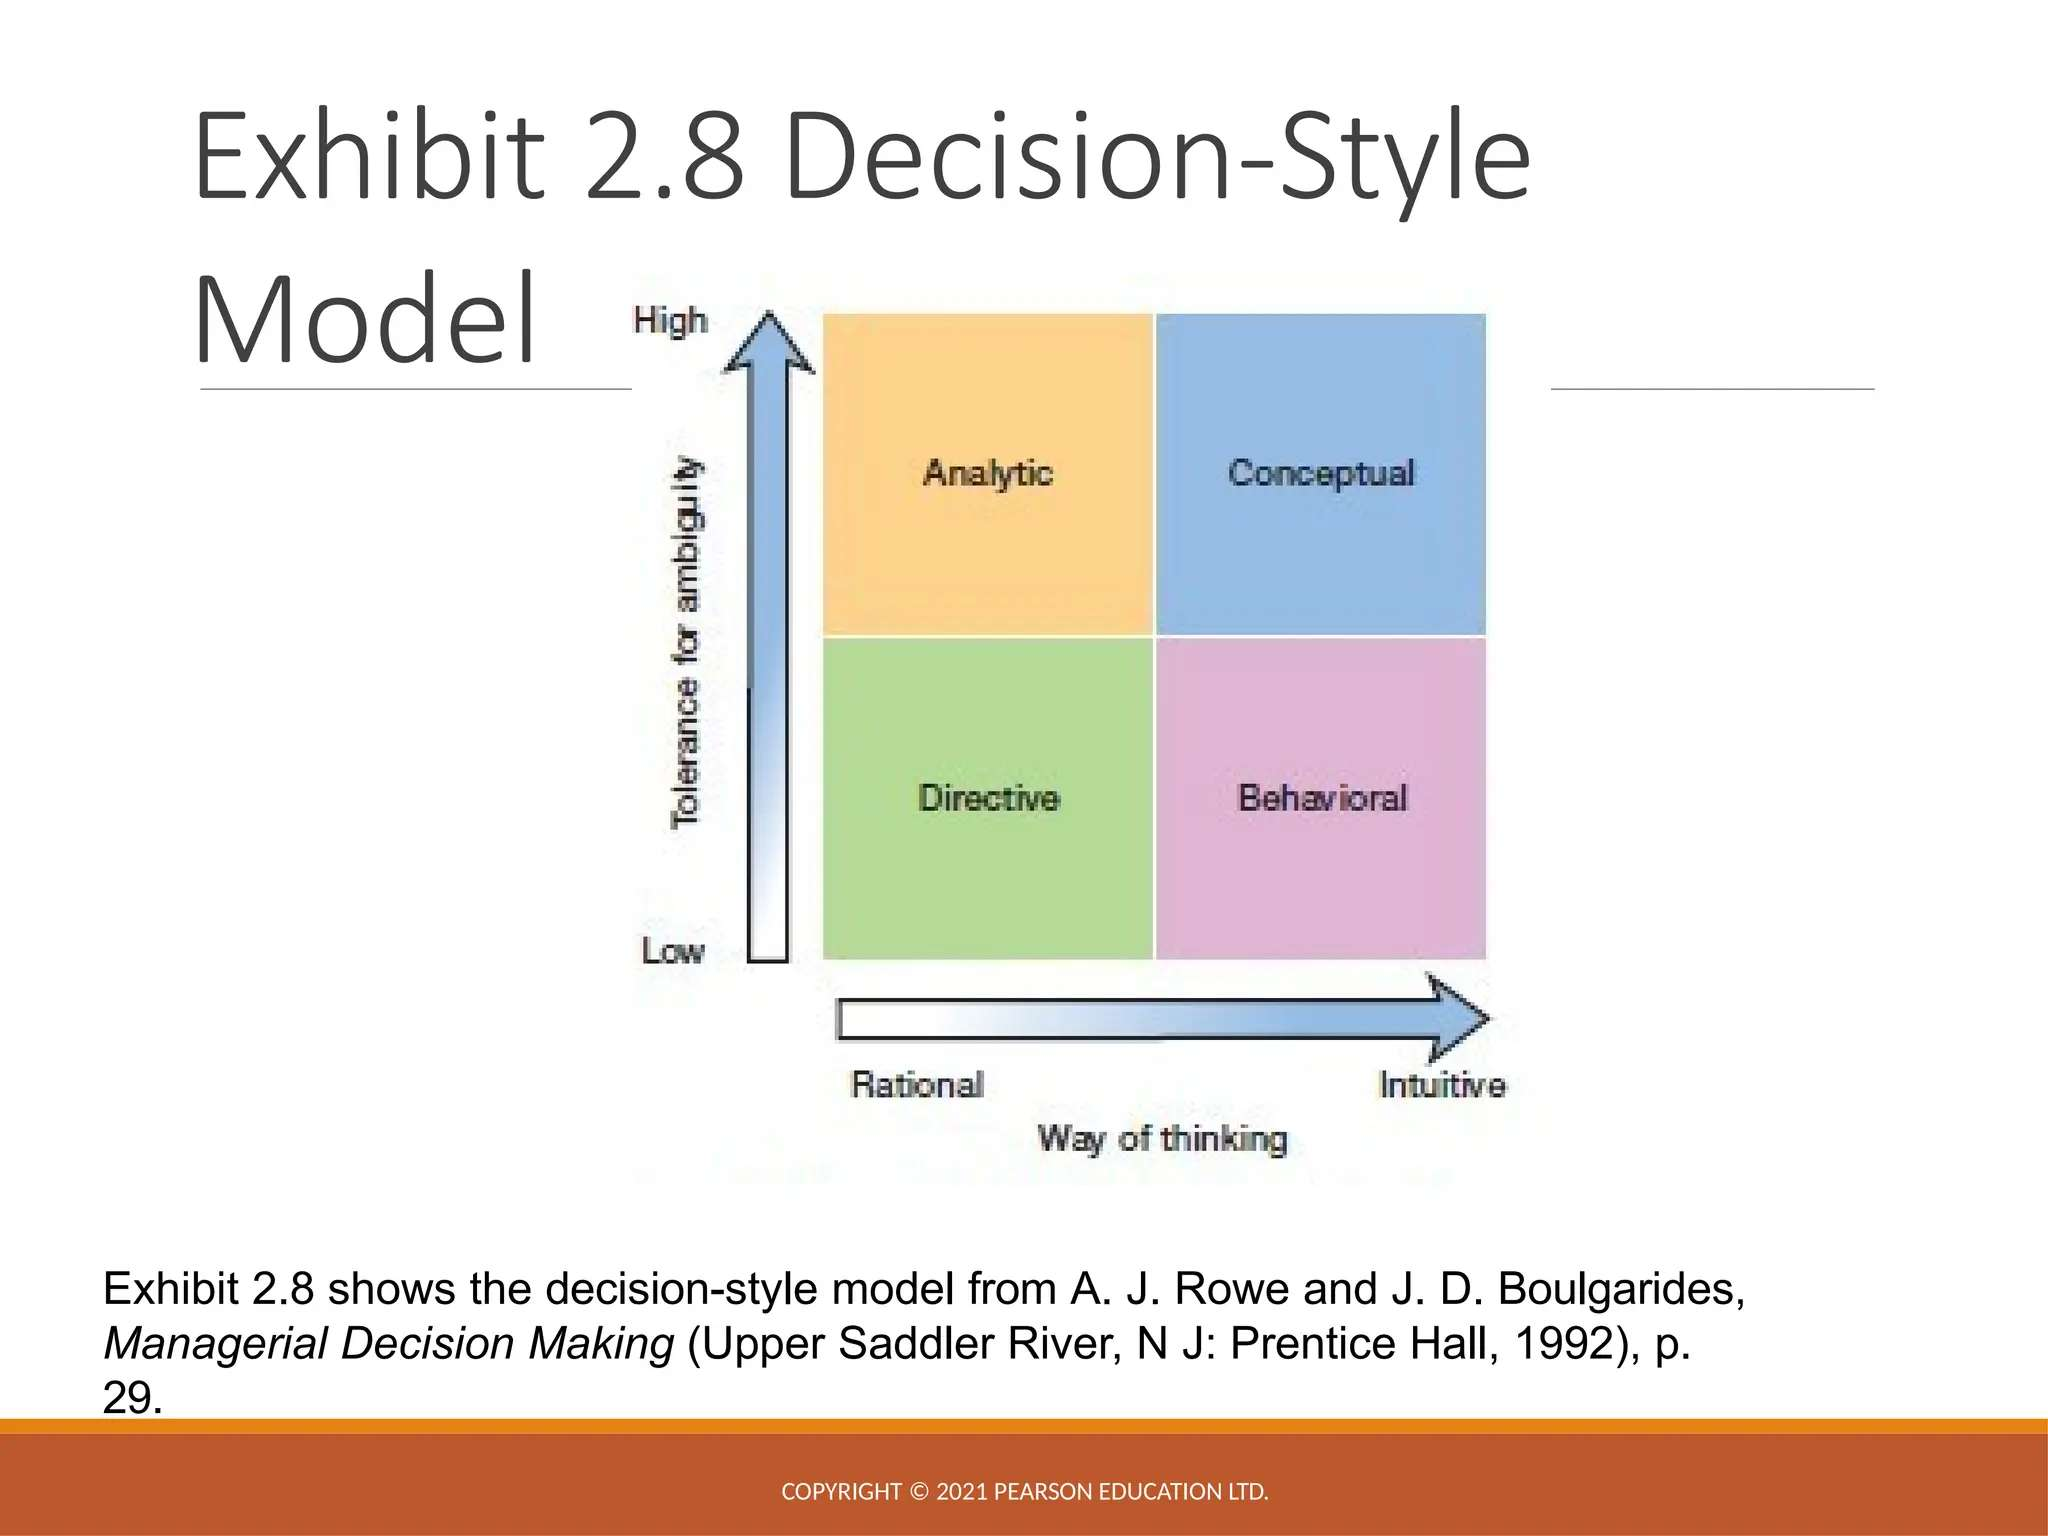 Exhibit 2.8 Decision-Style
Model
High
Tolerance for ambiguity
Low
Analytic
Conceptual
Directive
Behavioral
Rational
Intuitive
Way of thinking
Exhibit 2.8 shows the decision-style model from A. J. Rowe and J. D. Boulgarides,
Managerial Decision Making (Upper Saddler River, N J: Prentice Hall, 1992), p.
29.
COPYRIGHT © 2021 PEARSON EDUCATION LTD.